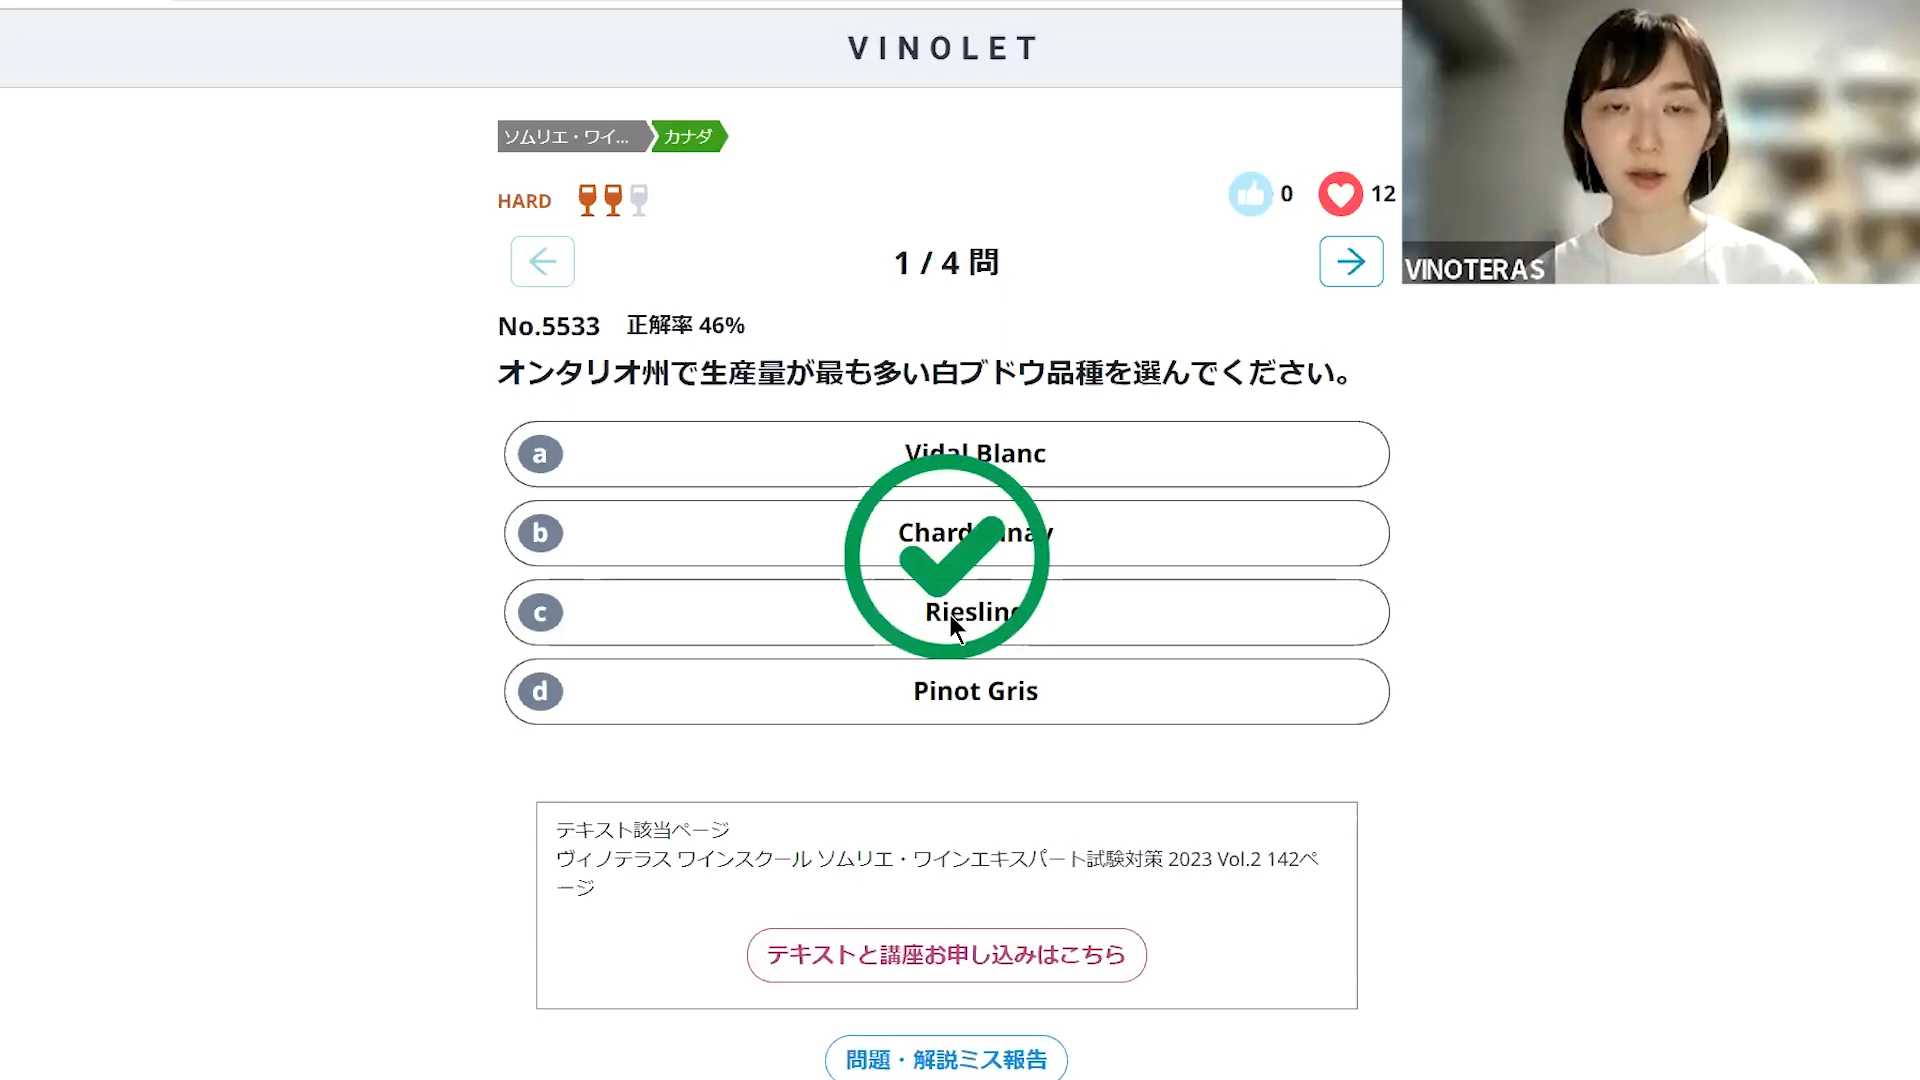 VINOLET
ソムリエ・ワイ... カナダ
HARD
0 12
1 / 4 問
VINOTERAS
No.5533 正解率 46%
オンタリオ州で生産量が最も多い白ブドウ品種を選んでください。
a Vidal Blanc
b Chardonnay
c Riesling
d Pinot Gris
テキスト該当ページ
ヴィノテラス ワインスクール ソムリエ・ワインエキスパート試験対策 2023 Vol.2 142ペ
ージ
テキストと講座お申し込みはこちら
問題・解説ミス報告